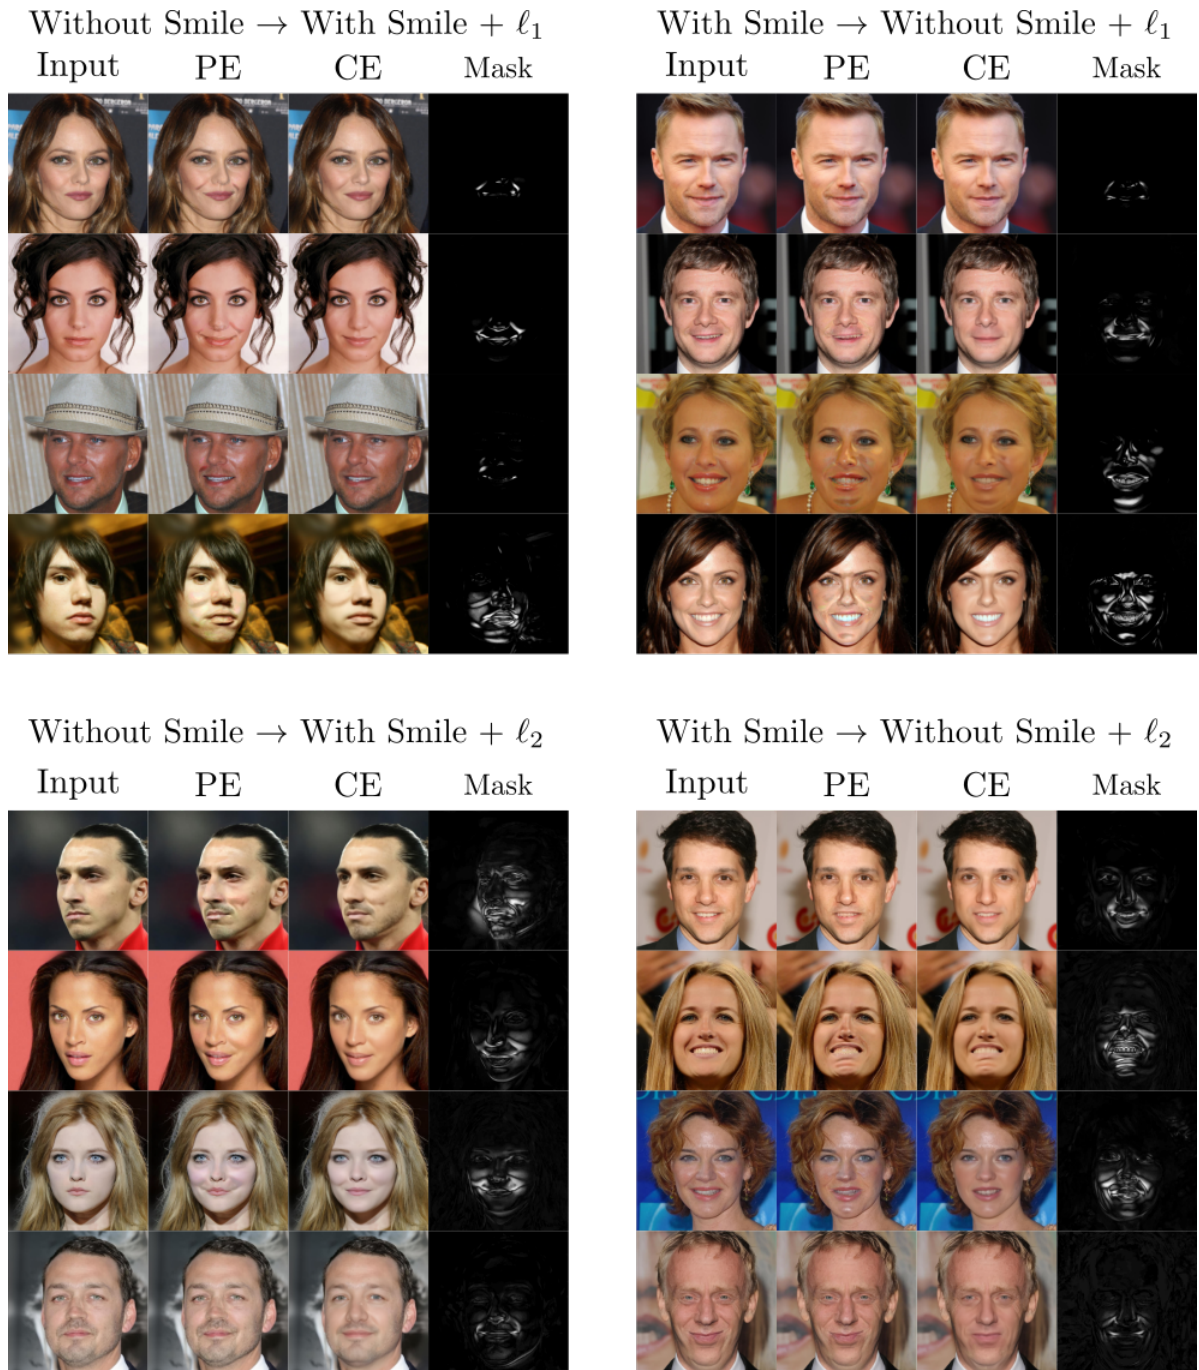 Without Smile → With Smile + ℓ₁
Input PE CE Mask
With Smile → Without Smile + ℓ₁
Input PE CE Mask
Without Smile → With Smile + ℓ₂
Input PE CE Mask
With Smile → Without Smile + ℓ₂
Input PE CE Mask